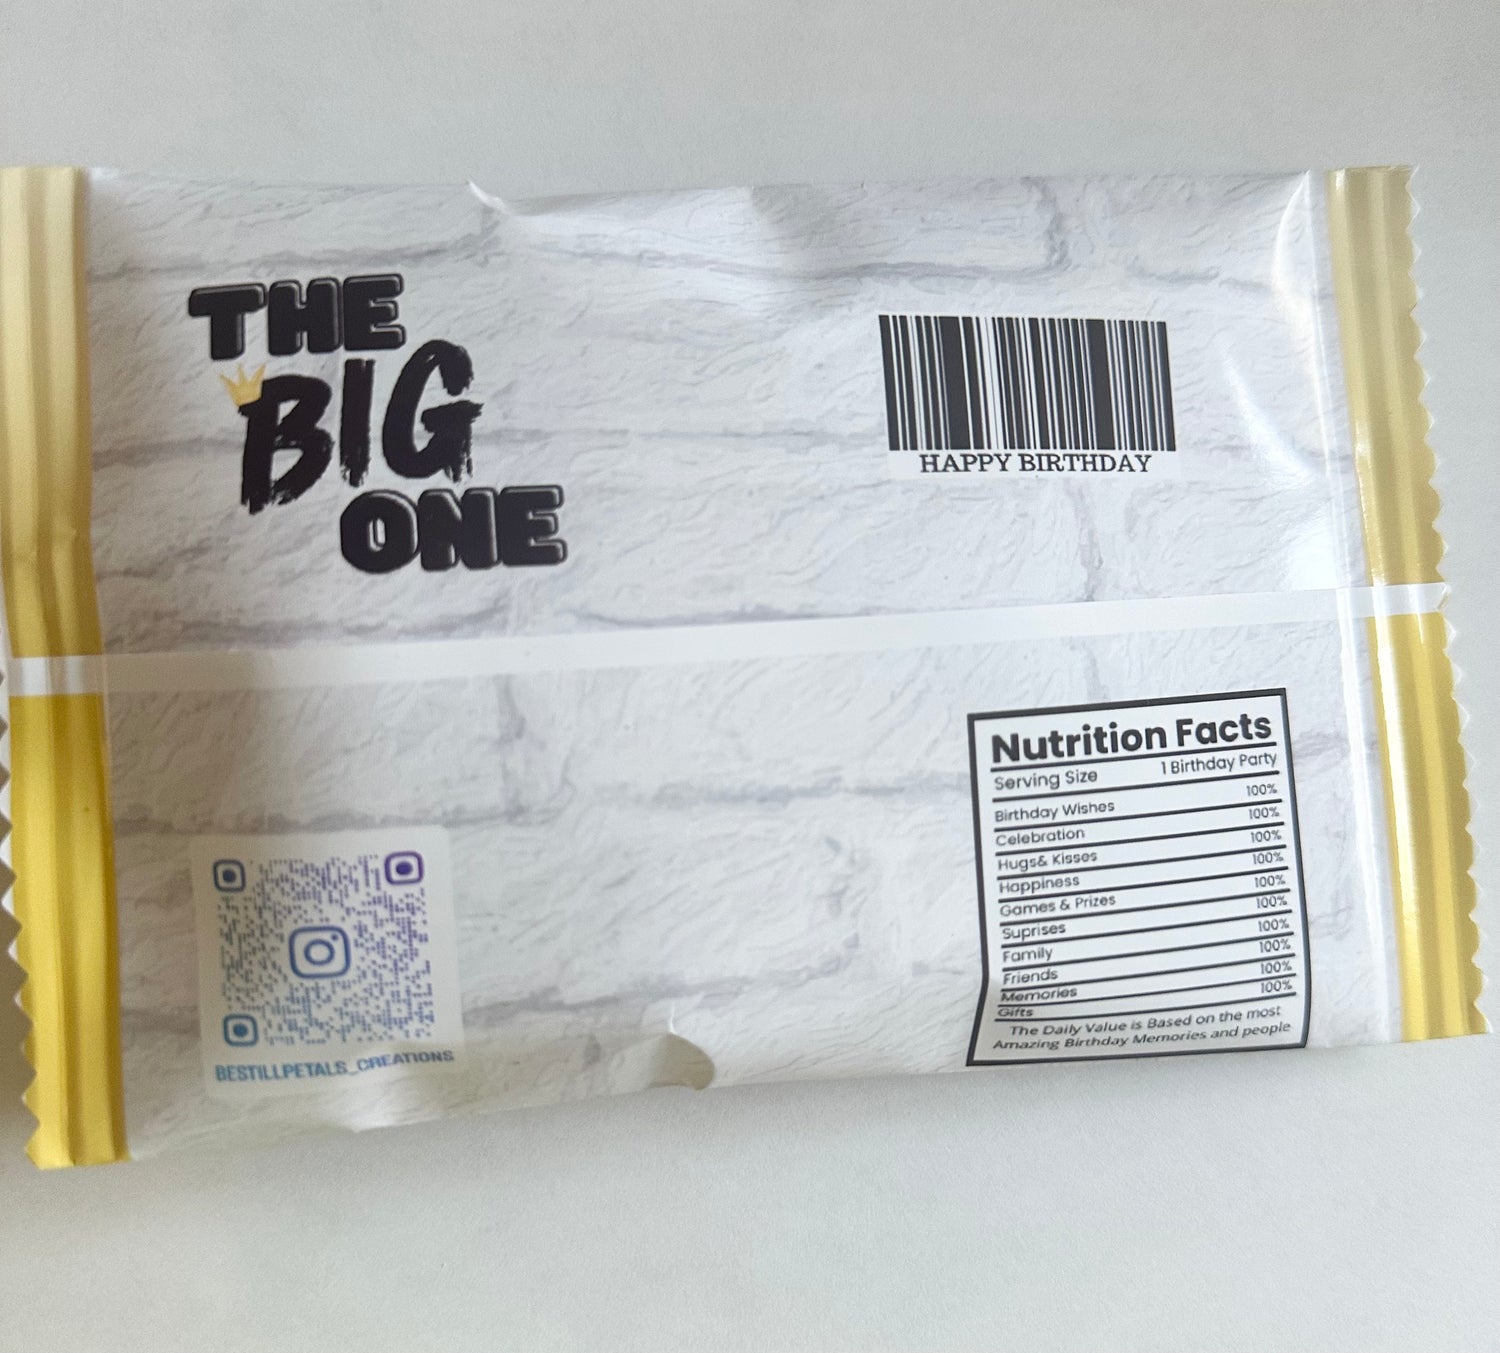 THE
BIG
ONE
HAPPY BIRTHDAY
Nutrition Facts
Serving Size 1 Birthday Party
Birthday Wishes 100%
Celebration 100%
Hugs& Kisses 100%
Happiness 100%
Games & Prizes 100%
Suprises 100%
Family 100%
Friends 100%
Memories 100%
Gifts 100%
The Daily Value is Based on the most
Amazing Birthday Memories and people
BESTILLPETALS_CREATIONS